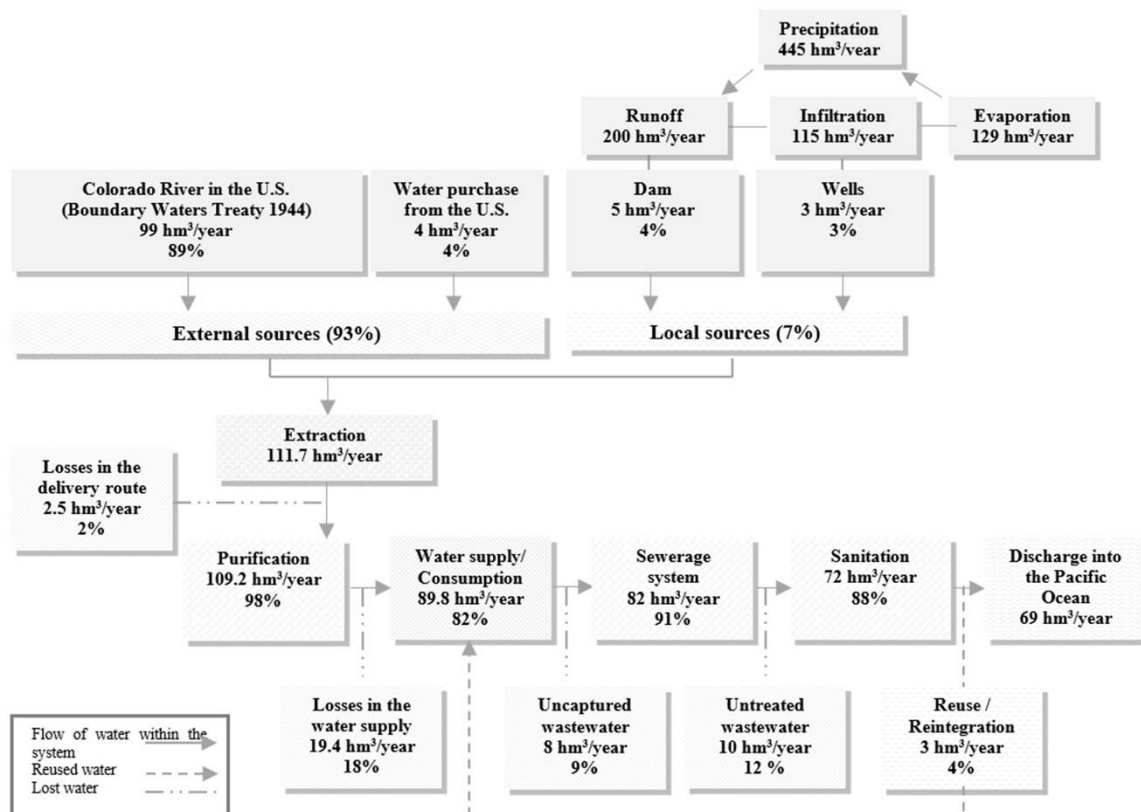 Precipitation
445 hm³/year
Runoff
200 hm³/year
Infiltration
115 hm³/year
Evaporation
129 hm³/year
Colorado River in the U.S.
(Boundary Waters Treaty 1944)
99 hm³/year
89%
Water purchase
from the U.S.
4 hm³/year
4%
Dam
5 hm³/year
4%
Wells
3 hm³/year
3%
External sources (93%)
Local sources (7%)
Extraction
111.7 hm³/year
Losses in the
delivery route
2.5 hm³/year
2%
Purification
109.2 hm³/year
98%
Water supply/
Consumption
89.8 hm³/year
82%
Sewerage
system
82 hm³/year
91%
Sanitation
72 hm³/year
88%
Discharge into
the Pacific
Ocean
69 hm³/year
Losses in the
water supply
19.4 hm³/year
18%
Uncaptured
wastewater
8 hm³/year
9%
Untreated
wastewater
10 hm³/year
12 %
Reuse /
Reintegration
3 hm³/year
4%
Flow of water within the
system
Reused water
Lost water